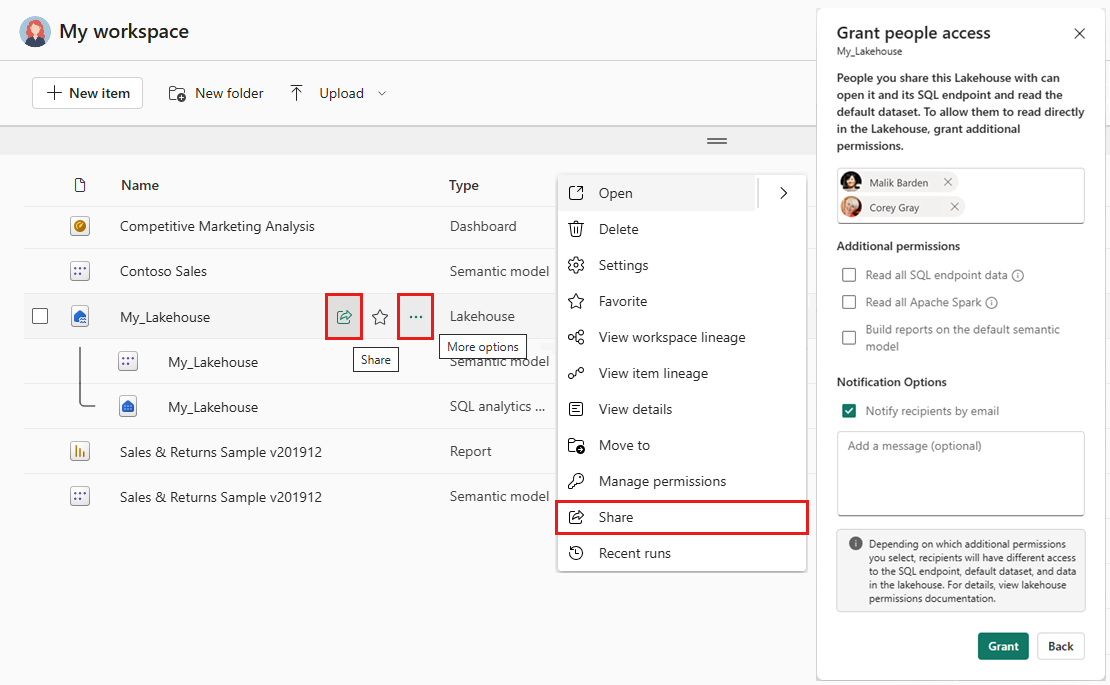 My workspace
New item
New folder
Upload
Name
Type
Competitive Marketing Analysis
Dashboard
Contoso Sales
Semantic model
My_Lakehouse
Lakehouse
Share
More options
My_Lakehouse
Semantic model
My_Lakehouse
SQL analytics ...
Sales & Returns Sample v201912
Report
Sales & Returns Sample v201912
Semantic model
Open
Delete
Settings
Favorite
View workspace lineage
View item lineage
View details
Move to
Manage permissions
Share
Recent runs
Grant people access
My_Lakehouse
People you share this Lakehouse with can
open it and its SQL endpoint and read the
default dataset. To allow them to read directly
in the Lakehouse, grant additional
permissions.
Malik Barden
Corey Gray
Additional permissions
Read all SQL endpoint data
Read all Apache Spark
Build reports on the default semantic
model
Notification Options
Notify recipients by email
Add a message (optional)
Depending on which additional permissions
you select, recipients will have different access
to the SQL endpoint, default dataset, and data
in the lakehouse. For details, view lakehouse
permissions documentation.
Grant
Back